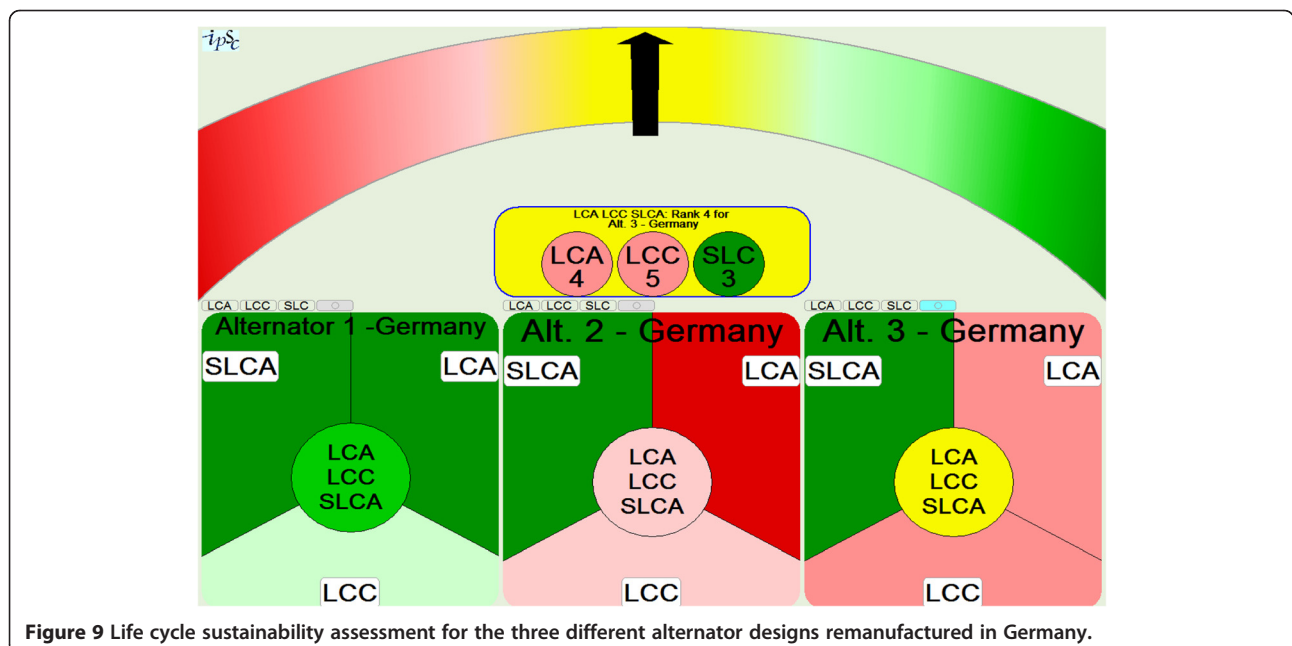 ipsc
LCA LCC SLCA: Rank 4 for
Alt. 3 - Germany
LCA LCC SLC
4 5 3
LCA LCC SLC
LCA LCC SLC
LCA LCC SLC
Alternator 1 -Germany
Alt. 2 - Germany
Alt. 3 - Germany
SLCA LCA
SLCA LCA
SLCA LCA
LCA
LCC
SLCA
LCA
LCC
SLCA
LCA
LCC
SLCA
LCC
LCC
LCC
Figure 9 Life cycle sustainability assessment for the three different alternator designs remanufactured in Germany.